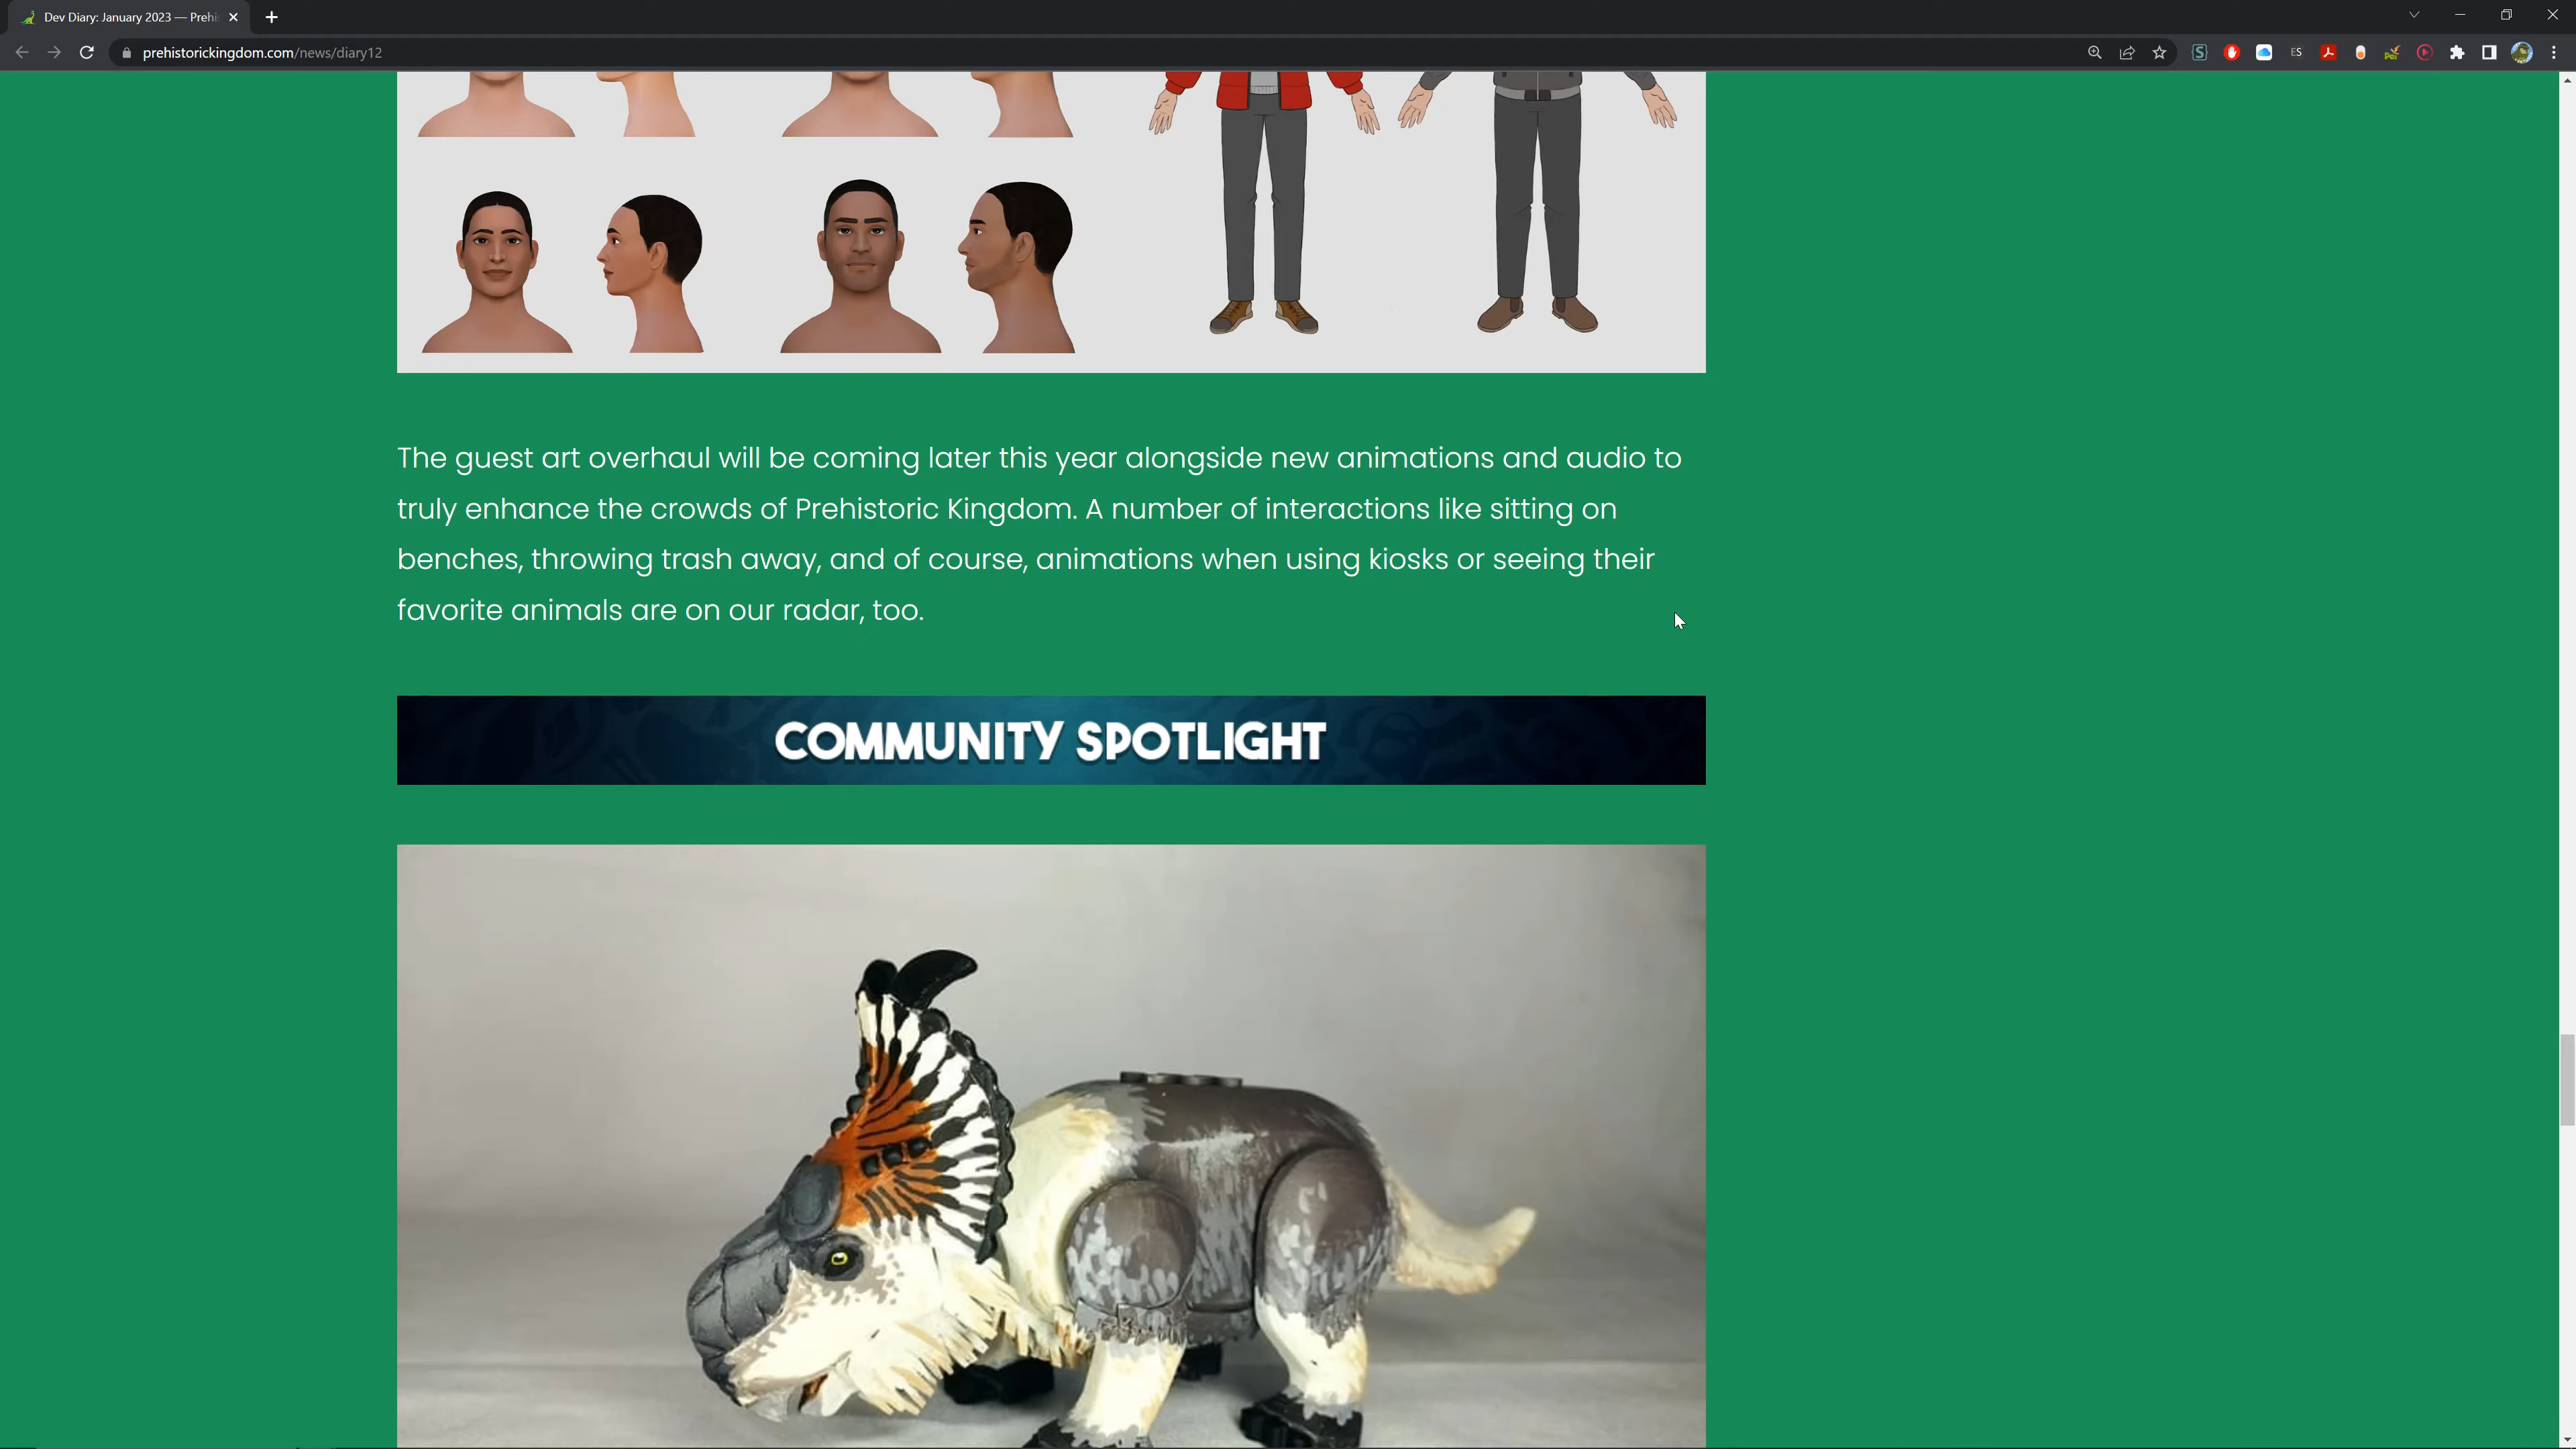 Dev Diary: January 2023 — Prehi
prehistorickingdom.com/news/diary12
ES
The guest art overhaul will be coming later this year alongside new animations and audio to
truly enhance the crowds of Prehistoric Kingdom. A number of interactions like sitting on
benches, throwing trash away, and of course, animations when using kiosks or seeing their
favorite animals are on our radar, too.
COMMUNITY SPOTLIGHT